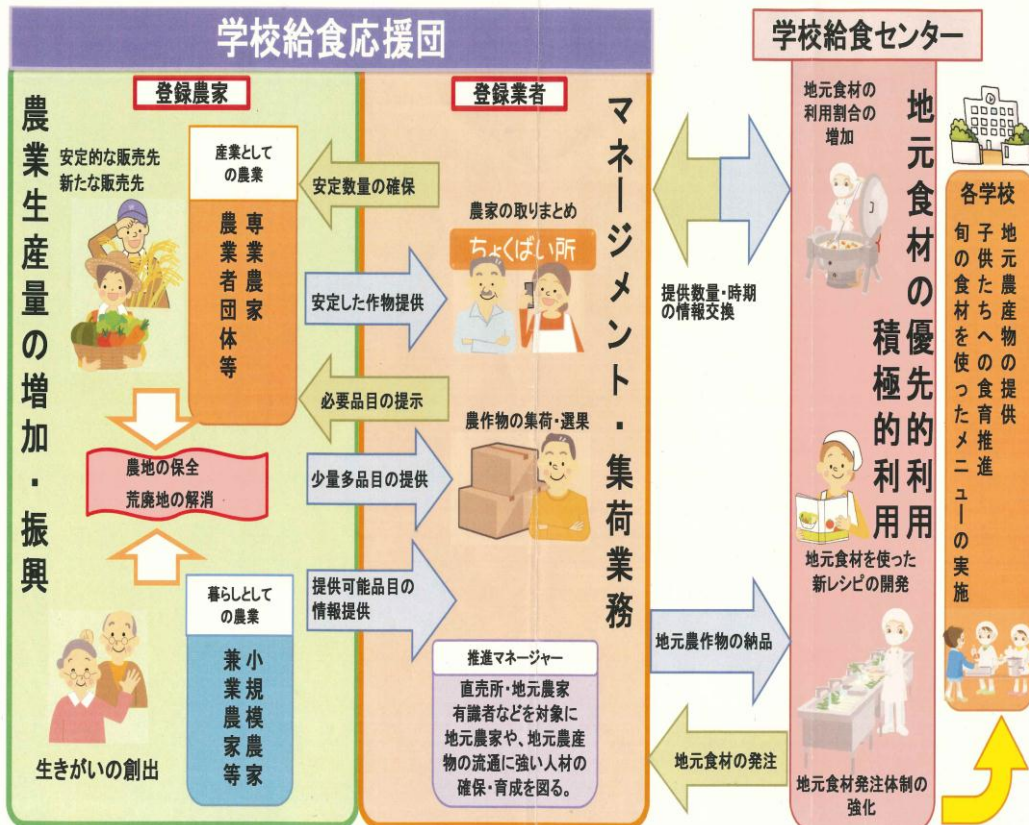 学校給食応援団
登録農家
農業生産量の増加・振興
安定的な販売先
新たな販売先
産業として
の農業
専業農家
農業者団体等
農地の保全
荒廃地の解消
暮らしとして
の農業
小規模農家
兼業農家等
生きがいの創出
安定数量の確保
安定した作物提供
必要品目の提示
少量多品目の提供
提供可能品目の
情報提供
登録業者
マネージメント・集荷業務
農家の取りまとめ
ちょくばい所
農作物の集荷・選果
推進マネージャー
直売所・地元農家
有識者などを対象に
地元農家や、地元農産
物の流通に強い人材の
確保・育成を図る。
提供数量・時期
の情報交換
地元農作物の納品
地元食材の発注
学校給食センター
地元食材の
利用割合の
増加
地元食材の優先的利用
積極的利用
地元食材を使った
新レシピの開発
地元食材発注体制の
強化
各学校
地元農産物の提供
子供たちへの食育推進
旬の食材を使ったメニューの実施